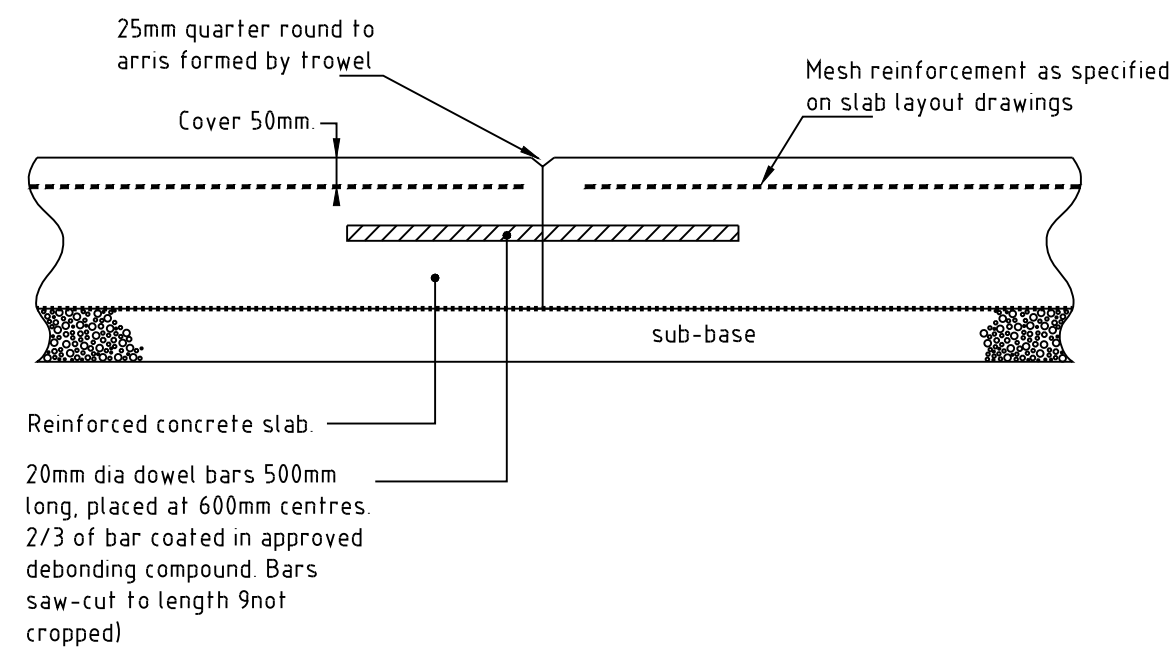 25mm quarter round to
arris formed by trowel
Mesh reinforcement as specified
on slab layout drawings
Cover 50mm.
sub-base
Reinforced concrete slab.
20mm dia dowel bars 500mm
long, placed at 600mm centres.
2/3 of bar coated in approved
debonding compound. Bars
saw-cut to length 9not
cropped)